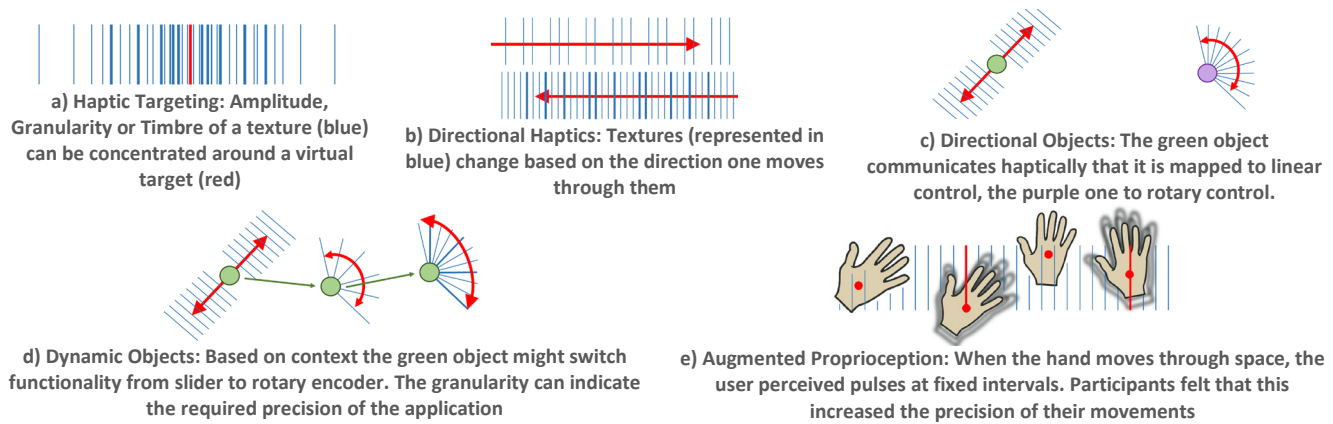 a) Haptic Targeting: Amplitude,
Granularity or Timbre of a texture (blue)
can be concentrated around a virtual
target (red)
b) Directional Haptics: Textures (represented in
blue) change based on the direction one moves
through them
c) Directional Objects: The green object
communicates haptically that it is mapped to linear
control, the purple one to rotary control.
d) Dynamic Objects: Based on context the green object might switch
functionality from slider to rotary encoder. The granularity can indicate
the required precision of the application
e) Augmented Proprioception: When the hand moves through space, the
user perceived pulses at fixed intervals. Participants felt that this
increased the precision of their movements